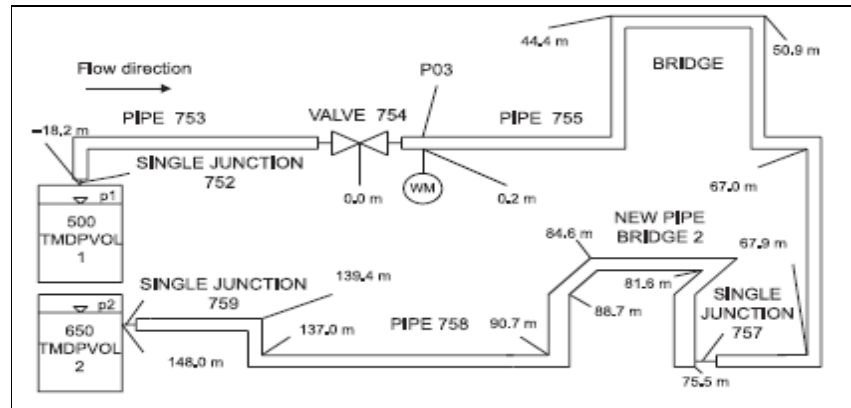 44.4 m
50.9 m
Flow direction
P03
BRIDGE
PIPE 753
VALVE 754
PIPE 755
–18.2 m
SINGLE JUNCTION
752
WM
p1
0.0 m
0.2 m
67.0 m
500
TMDPVOL
1
NEW PIPE
BRIDGE 2
84.6 m
67.9 m
SINGLE JUNCTION
759
139.4 m
81.6 m
SINGLE
JUNCTION
757
p2
650
TMDPVOL
2
137.0 m
PIPE 758
90.7 m
88.7 m
148.0 m
75.5 m